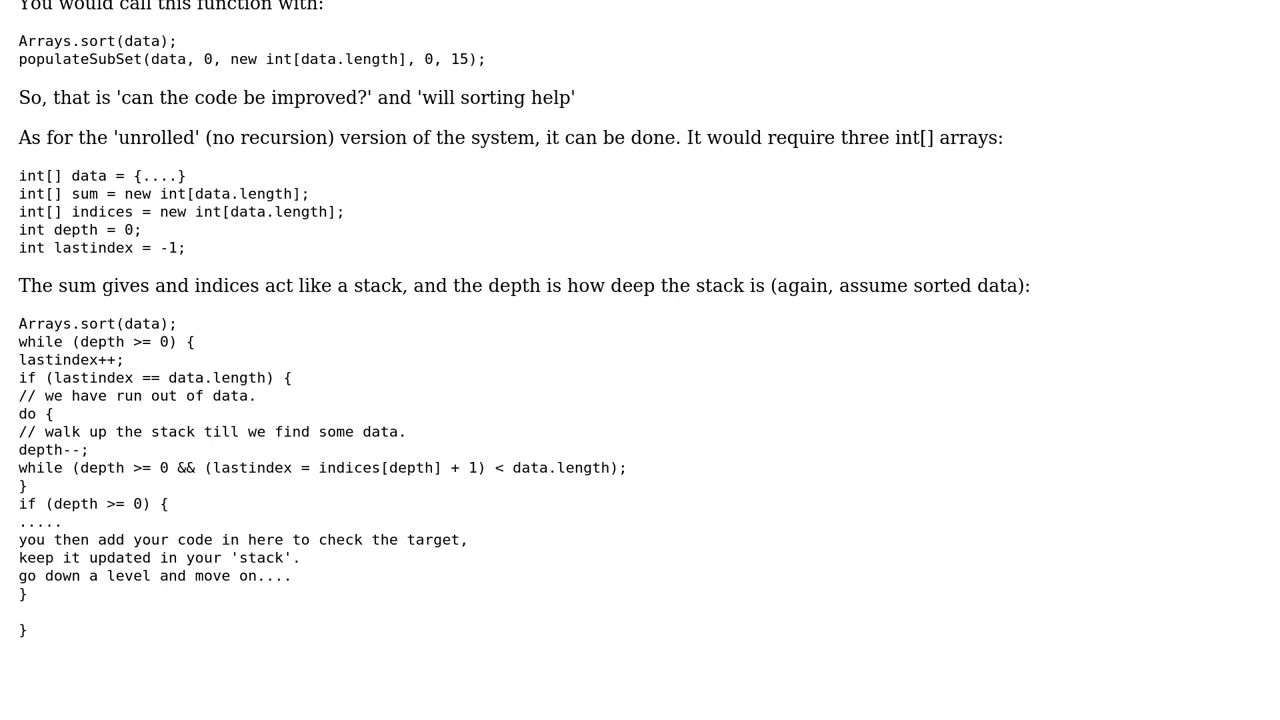 You would call this function with:
Arrays.sort(data);
populateSubSet(data, 0, new int[data.length], 0, 15);
So, that is 'can the code be improved?' and 'will sorting help'
As for the 'unrolled' (no recursion) version of the system, it can be done. It would require three int[] arrays:
int[] data = {....}
int[] sum = new int[data.length];
int[] indices = new int[data.length];
int depth = 0;
int lastindex = -1;
The sum gives and indices act like a stack, and the depth is how deep the stack is (again, assume sorted data):
Arrays.sort(data);
while (depth >= 0) {
lastindex++;
if (lastindex == data.length) {
// we have run out of data.
do {
// walk up the stack till we find some data.
depth--;
while (depth >= 0 && (lastindex = indices[depth] + 1) < data.length);
}
if (depth >= 0) {
.....
you then add your code in here to check the target,
keep it updated in your 'stack'.
go down a level and move on....
}
}